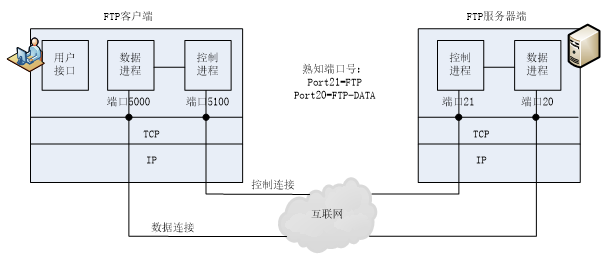 FTP客户端
FTP服务器端
用户
接口
数据
进程
控制
进程
端口5000
端口5100
熟知端口号：
Port21=FTP
Port20=FTP-DATA
控制
进程
数据
进程
端口21
端口20
TCP
IP
TCP
IP
控制连接
互联网
数据连接